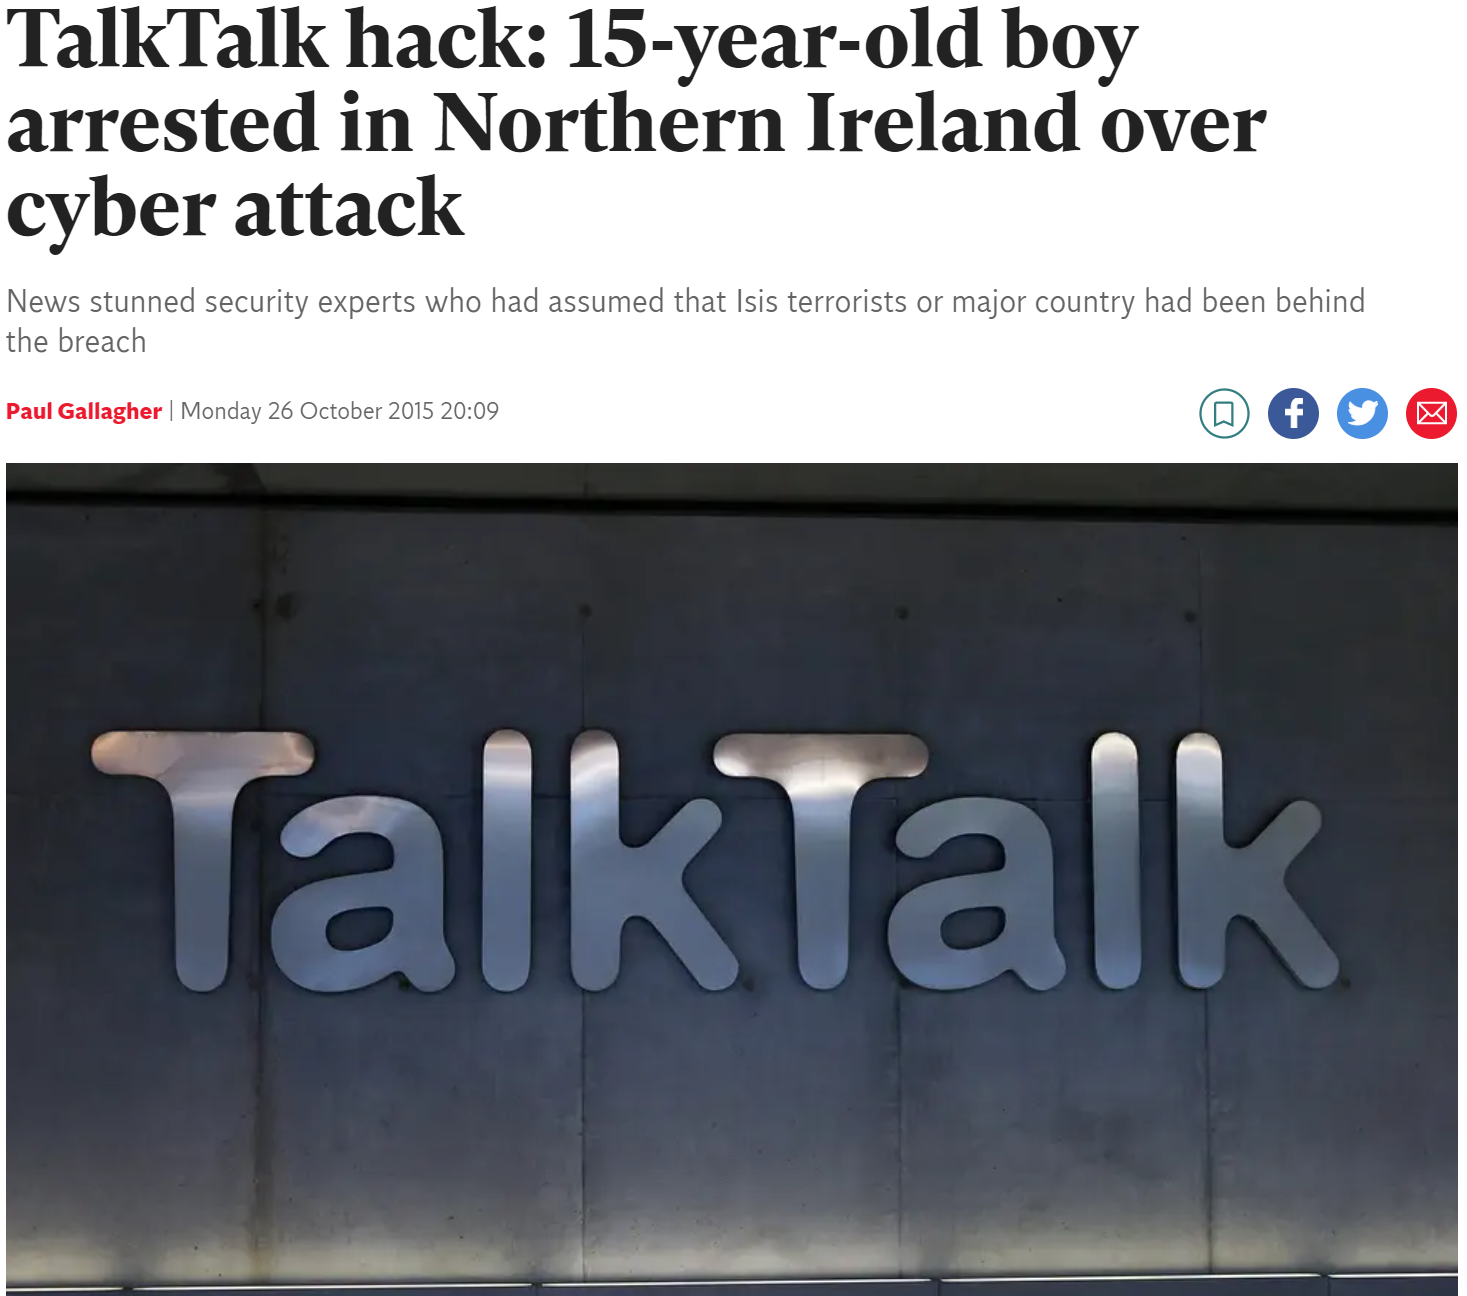 TalkTalk hack: 15-year-old boy
arrested in Northern Ireland over
cyber attack
News stunned security experts who had assumed that Isis terrorists or major country had been behind
the breach
Paul Gallagher | Monday 26 October 2015 20:09
TalkTalk